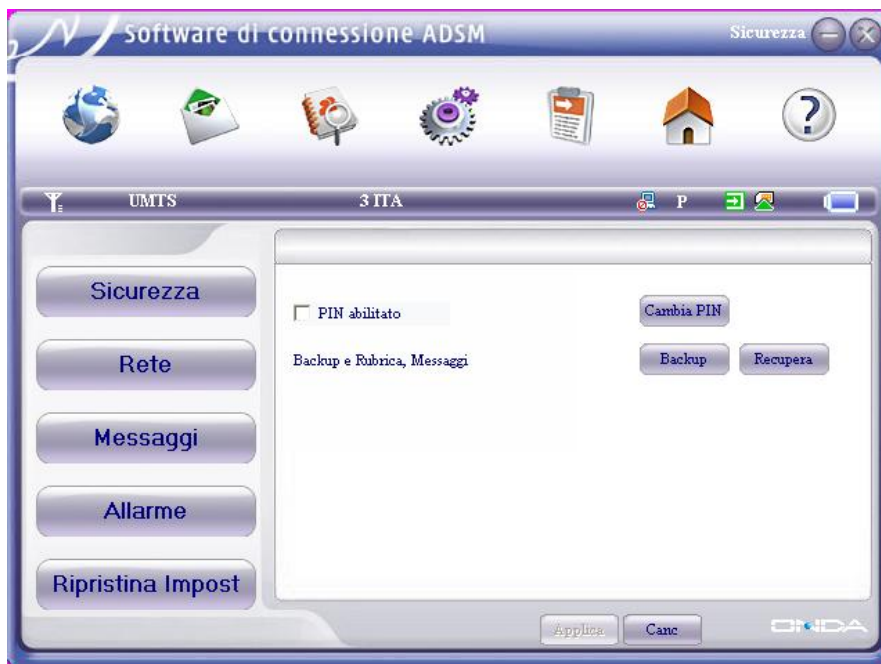 Software di connessione ADSM
Sicurezza
UMTS 3 ITA P
Sicurezza
PIN abilitato Cambia PIN
Rete
Backup e Rubrica, Messaggi Backup Recupera
Messaggi
Allarme
Ripristina Impost
Applica Canc
ONDA